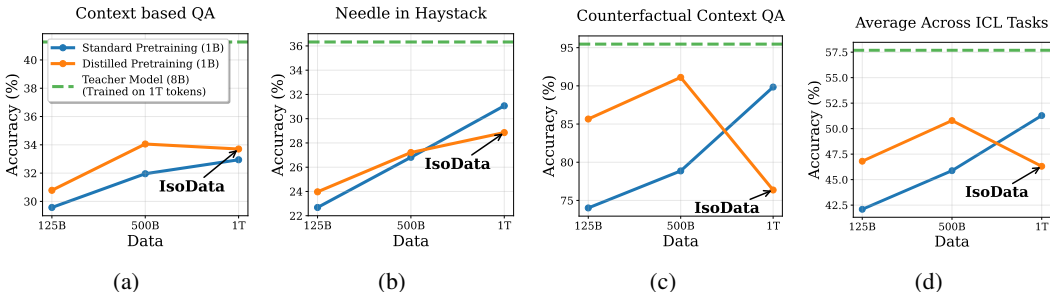 Context based QA
Accuracy (%)
40
38
36
34
32
30
Standard Pretraining (1B)
Distilled Pretraining (1B)
Teacher Model (8B)
(Trained on 1T tokens)
IsoData
125B 500B 1T
Data
(a)
Needle in Haystack
Accuracy (%)
36
34
32
30
28
26
24
22
IsoData
125B 500B 1T
Data
(b)
Counterfactual Context QA
Accuracy (%)
95
90
85
80
75
IsoData
125B 500B 1T
Data
(c)
Average Across ICL Tasks
Accuracy (%)
57.5
55.0
52.5
50.0
47.5
45.0
42.5
IsoData
125B 500B 1T
Data
(d)